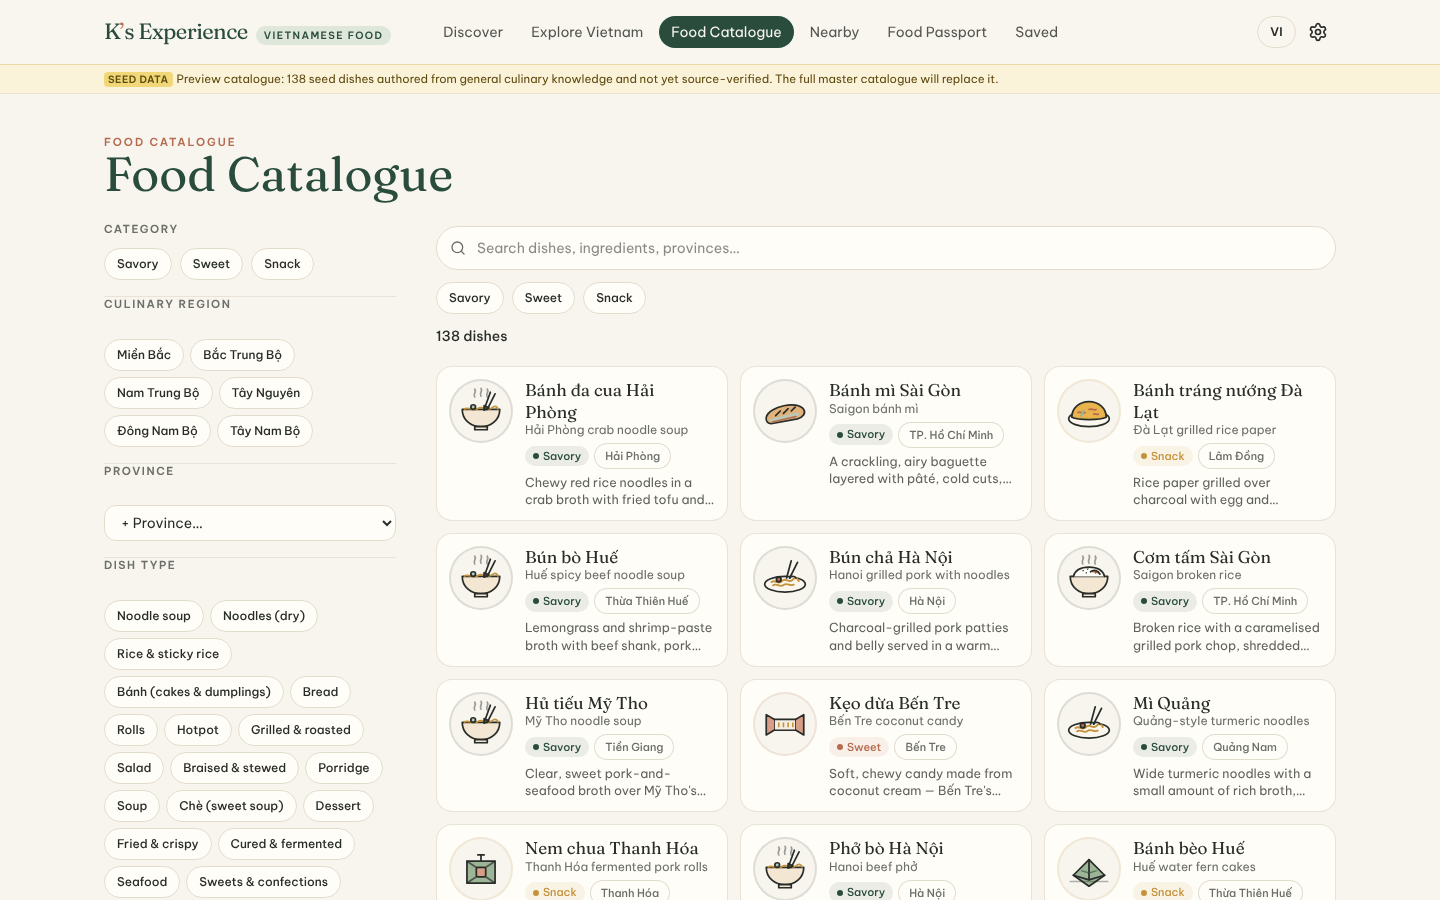 K's Experience VIETNAMESE FOOD
Discover Explore Vietnam Food Catalogue Nearby Food Passport Saved
VI
SEED DATA Preview catalogue: 138 seed dishes authored from general culinary knowledge and not yet source-verified. The full master catalogue will replace it.
FOOD CATALOGUE
Food Catalogue
CATEGORY
Savory Sweet Snack
CULINARY REGION
Miền Bắc Bắc Trung Bộ
Nam Trung Bộ Tây Nguyên
Đông Nam Bộ Tây Nam Bộ
PROVINCE
+ Province...
DISH TYPE
Noodle soup Noodles (dry)
Rice & sticky rice
Bánh (cakes & dumplings) Bread
Rolls Hotpot Grilled & roasted
Salad Braised & stewed Porridge
Soup Chè (sweet soup) Dessert
Fried & crispy Cured & fermented
Seafood Sweets & confections
Search dishes, ingredients, provinces...
Savory Sweet Snack
138 dishes
Bánh đa cua Hải
Phòng
Hải Phòng crab noodle soup
Savory Hải Phòng
Chewy red rice noodles in a
crab broth with fried tofu and...
Bánh mì Sài Gòn
Saigon bánh mì
Savory TP. Hồ Chí Minh
A crackling, airy baguette
layered with pâté, cold cuts,...
Bánh tráng nướng Đà
Lạt
Đà Lạt grilled rice paper
Snack Lâm Đồng
Rice paper grilled over
charcoal with egg and...
Bún bò Huế
Huế spicy beef noodle soup
Savory Thừa Thiên Huế
Lemongrass and shrimp-paste
broth with beef shank, pork...
Bún chả Hà Nội
Hanoi grilled pork with noodles
Savory Hà Nội
Charcoal-grilled pork patties
and belly served in a warm...
Cơm tấm Sài Gòn
Saigon broken rice
Savory TP. Hồ Chí Minh
Broken rice with a caramelised
grilled pork chop, shredded...
Hủ tiếu Mỹ Tho
Mỹ Tho noodle soup
Savory Tiền Giang
Clear, sweet pork-and-
seafood broth over Mỹ Tho's...
Kẹo dừa Bến Tre
Bến Tre coconut candy
Sweet Bến Tre
Soft, chewy candy made from
coconut cream — Bến Tre's...
Mì Quảng
Quảng-style turmeric noodles
Savory Quảng Nam
Wide turmeric noodles with a
small amount of rich broth,...
Nem chua Thanh Hóa
Thanh Hóa fermented pork rolls
Snack Thanh Hóa
Phở bò Hà Nội
Hanoi beef phở
Savory Hà Nội
Bánh bèo Huế
Huế water fern cakes
Snack Thừa Thiên Huế